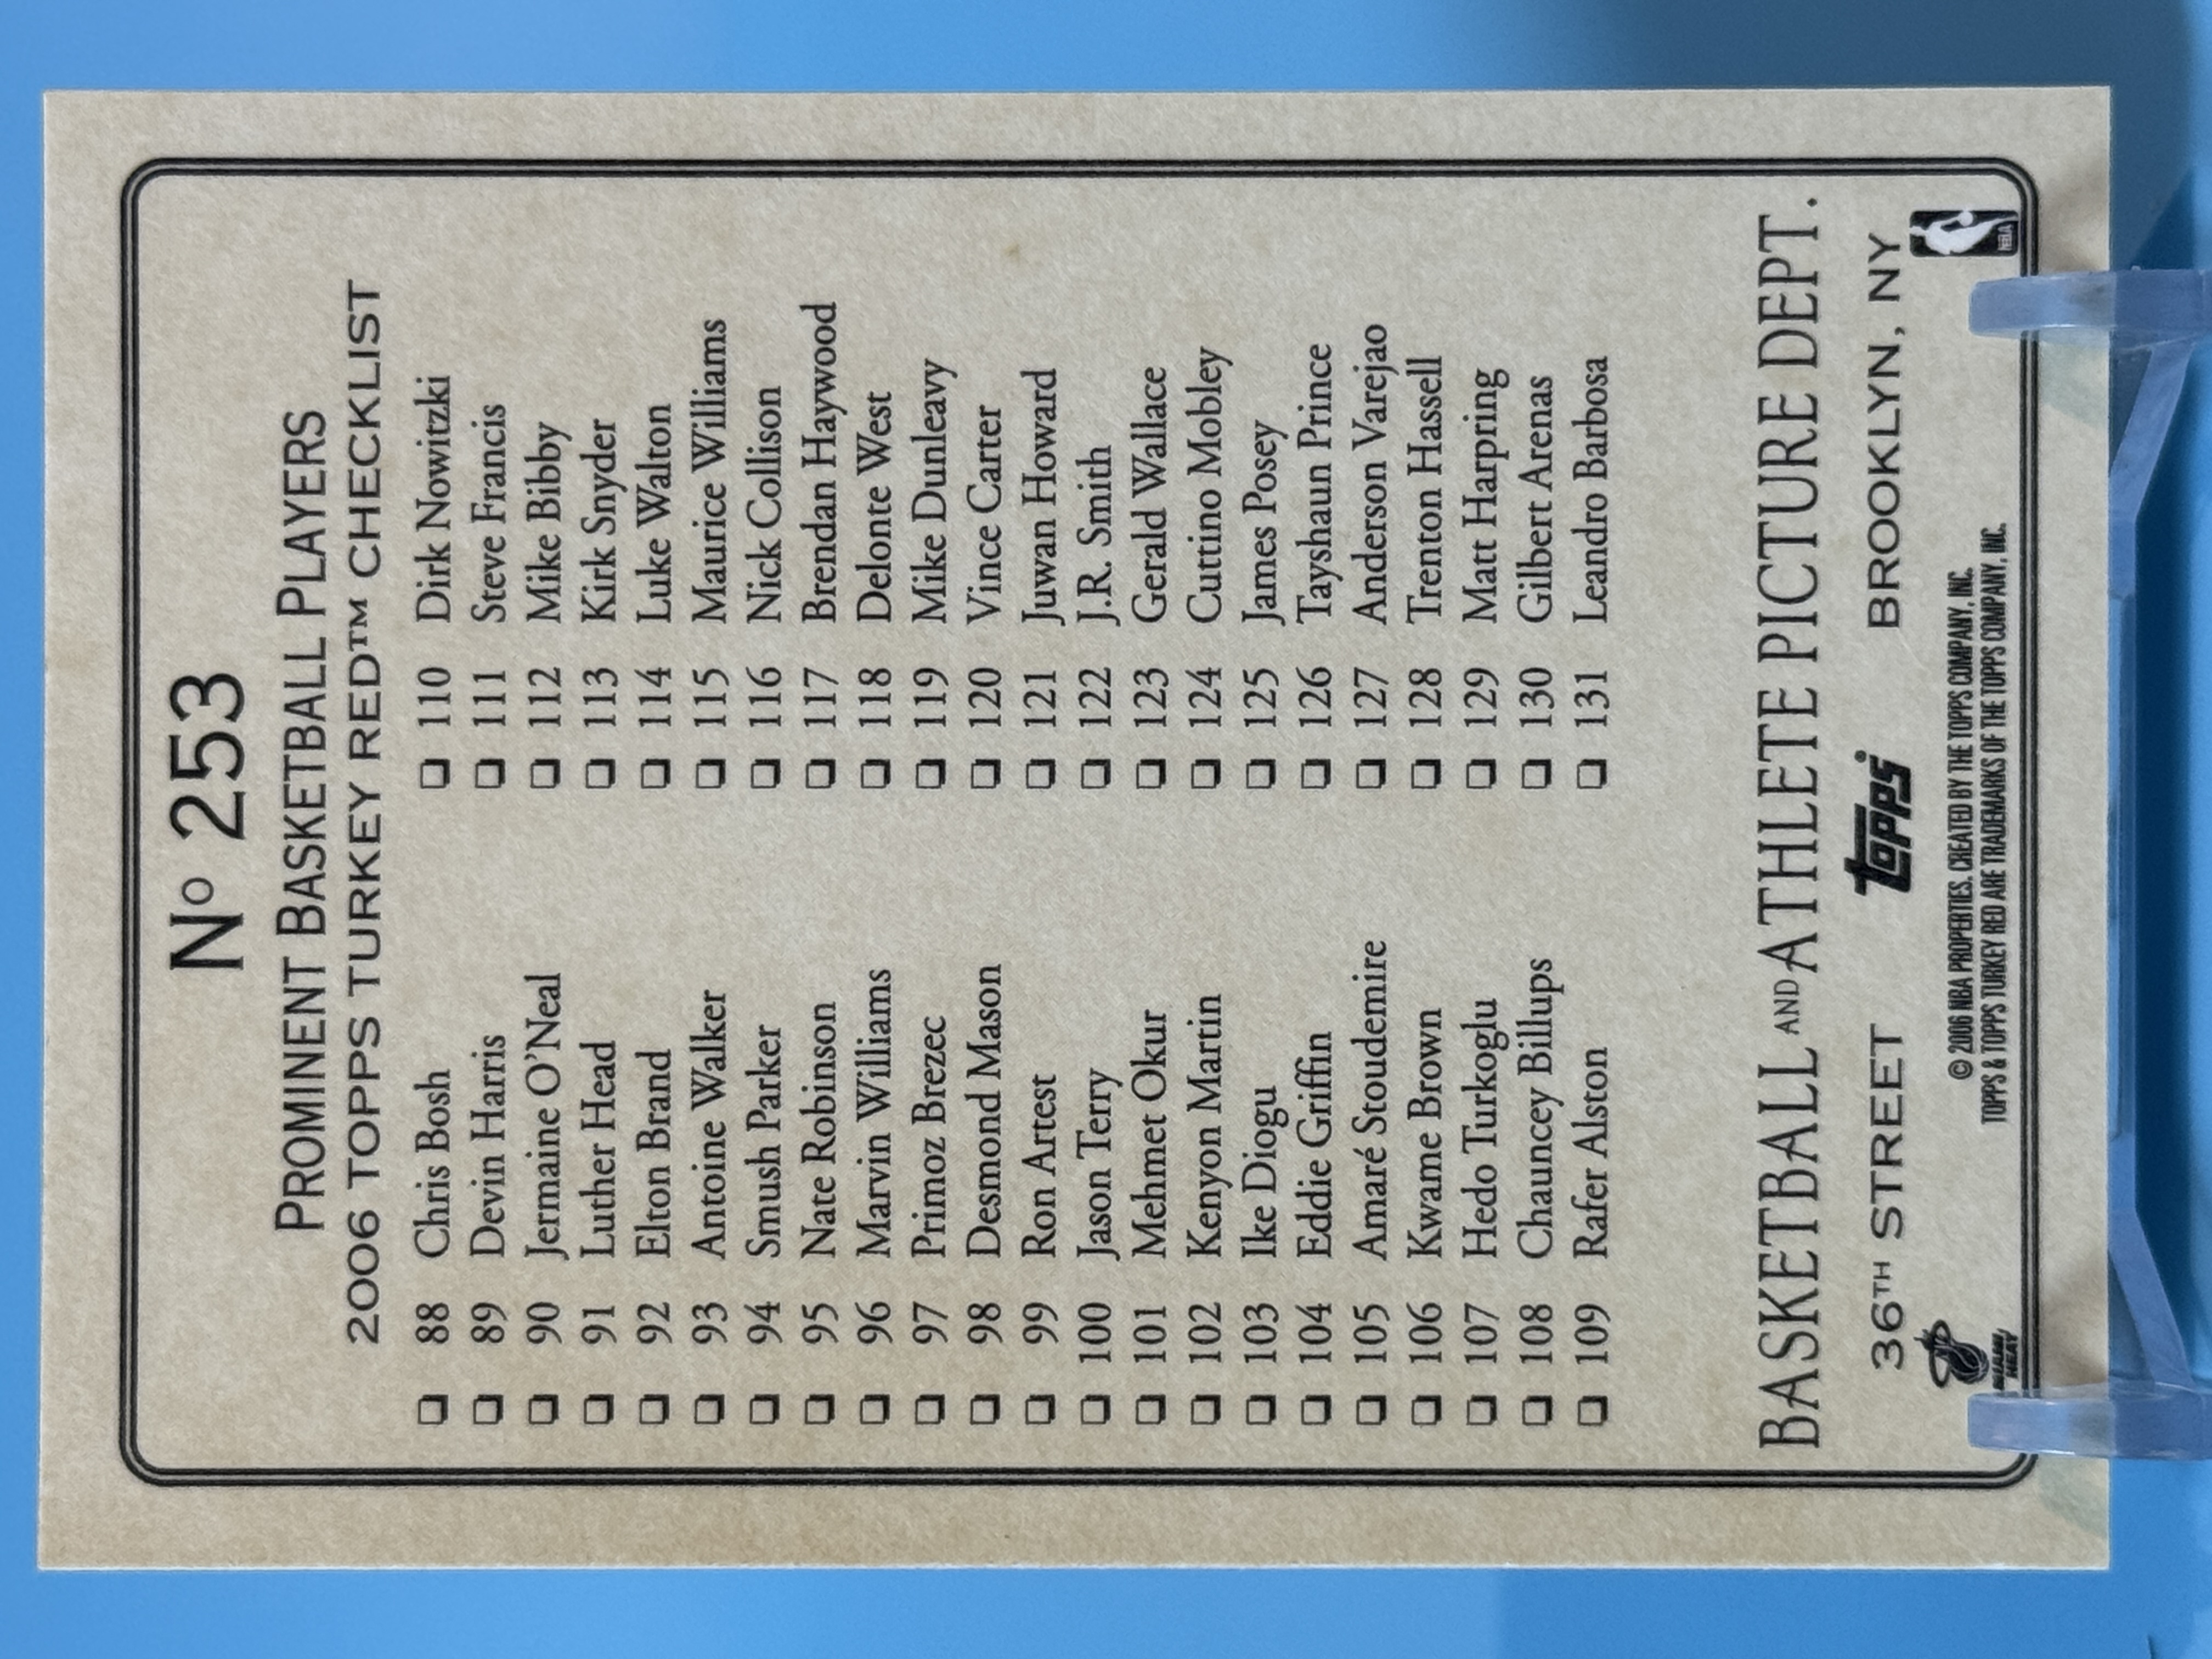 Nº 253
PROMINENT BASKETBALL PLAYERS
2006 TOPPS TURKEY RED™ CHECKLIST
88 Chris Bosh
89 Devin Harris
90 Jermaine O'Neal
91 Luther Head
92 Elton Brand
93 Antoine Walker
94 Smush Parker
95 Nate Robinson
96 Marvin Williams
97 Primoz Brezec
98 Desmond Mason
99 Ron Artest
100 Jason Terry
101 Mehmet Okur
102 Kenyon Martin
103 Ike Diogu
104 Eddie Griffin
105 Amaré Stoudemire
106 Kwame Brown
107 Hedo Turkoglu
108 Chauncey Billups
109 Rafer Alston
110 Dirk Nowitzki
111 Steve Francis
112 Mike Bibby
113 Kirk Snyder
114 Luke Walton
115 Maurice Williams
116 Nick Collison
117 Brendan Haywood
118 Delonte West
119 Mike Dunleavy
120 Vince Carter
121 Juwan Howard
122 J.R. Smith
123 Gerald Wallace
124 Cuttino Mobley
125 James Posey
126 Tayshaun Prince
127 Anderson Varejao
128 Trenton Hassell
129 Matt Harpring
130 Gilbert Arenas
131 Leandro Barbosa
BASKETBALL AND ATHLETE PICTURE DEPT.
36TH STREET topps BROOKLYN, NY
© 2006 NBA PROPERTIES. CREATED BY THE TOPPS COMPANY, INC.
TOPPS & TOPPS TURKEY RED ARE TRADEMARKS OF THE TOPPS COMPANY, INC.
MIAMI HEAT
NBA